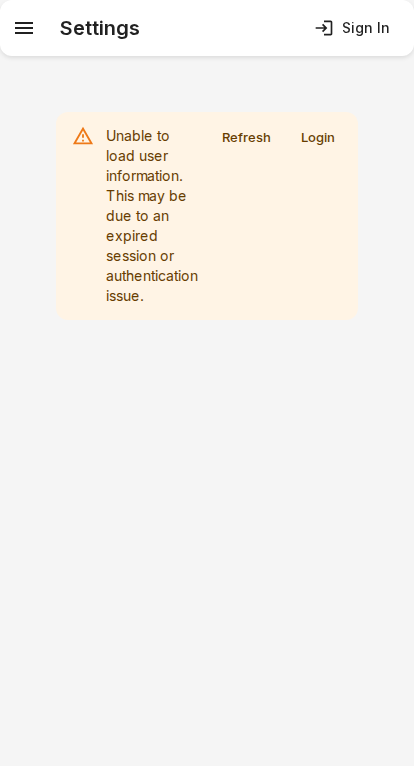 Settings
Sign In
Unable to
load user
information.
This may be
due to an
expired
session or
authentication
issue.
Refresh
Login